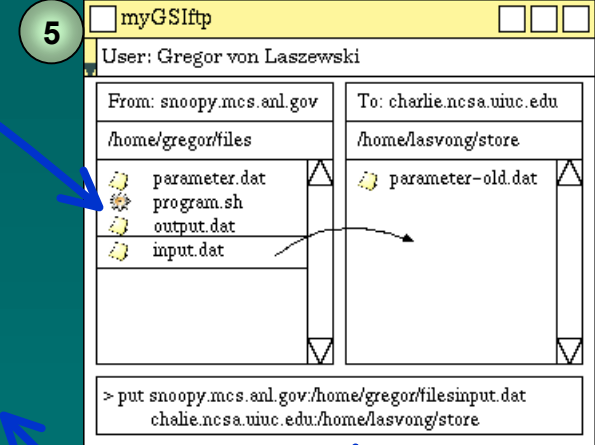 5
myGSIftp
User: Gregor von Laszewski
From: snoopy.mcs.anl.gov
To: charlie.ncsa.uiuc.edu
/home/gregor/files
/home/lasvong/store
parameter.dat
program.sh
output.dat
input.dat
parameter-old.dat
> put snoopy.mcs.anl.gov:/home/gregor/filesinput.dat
chalie.ncsa.uiuc.edu:/home/lasvong/store